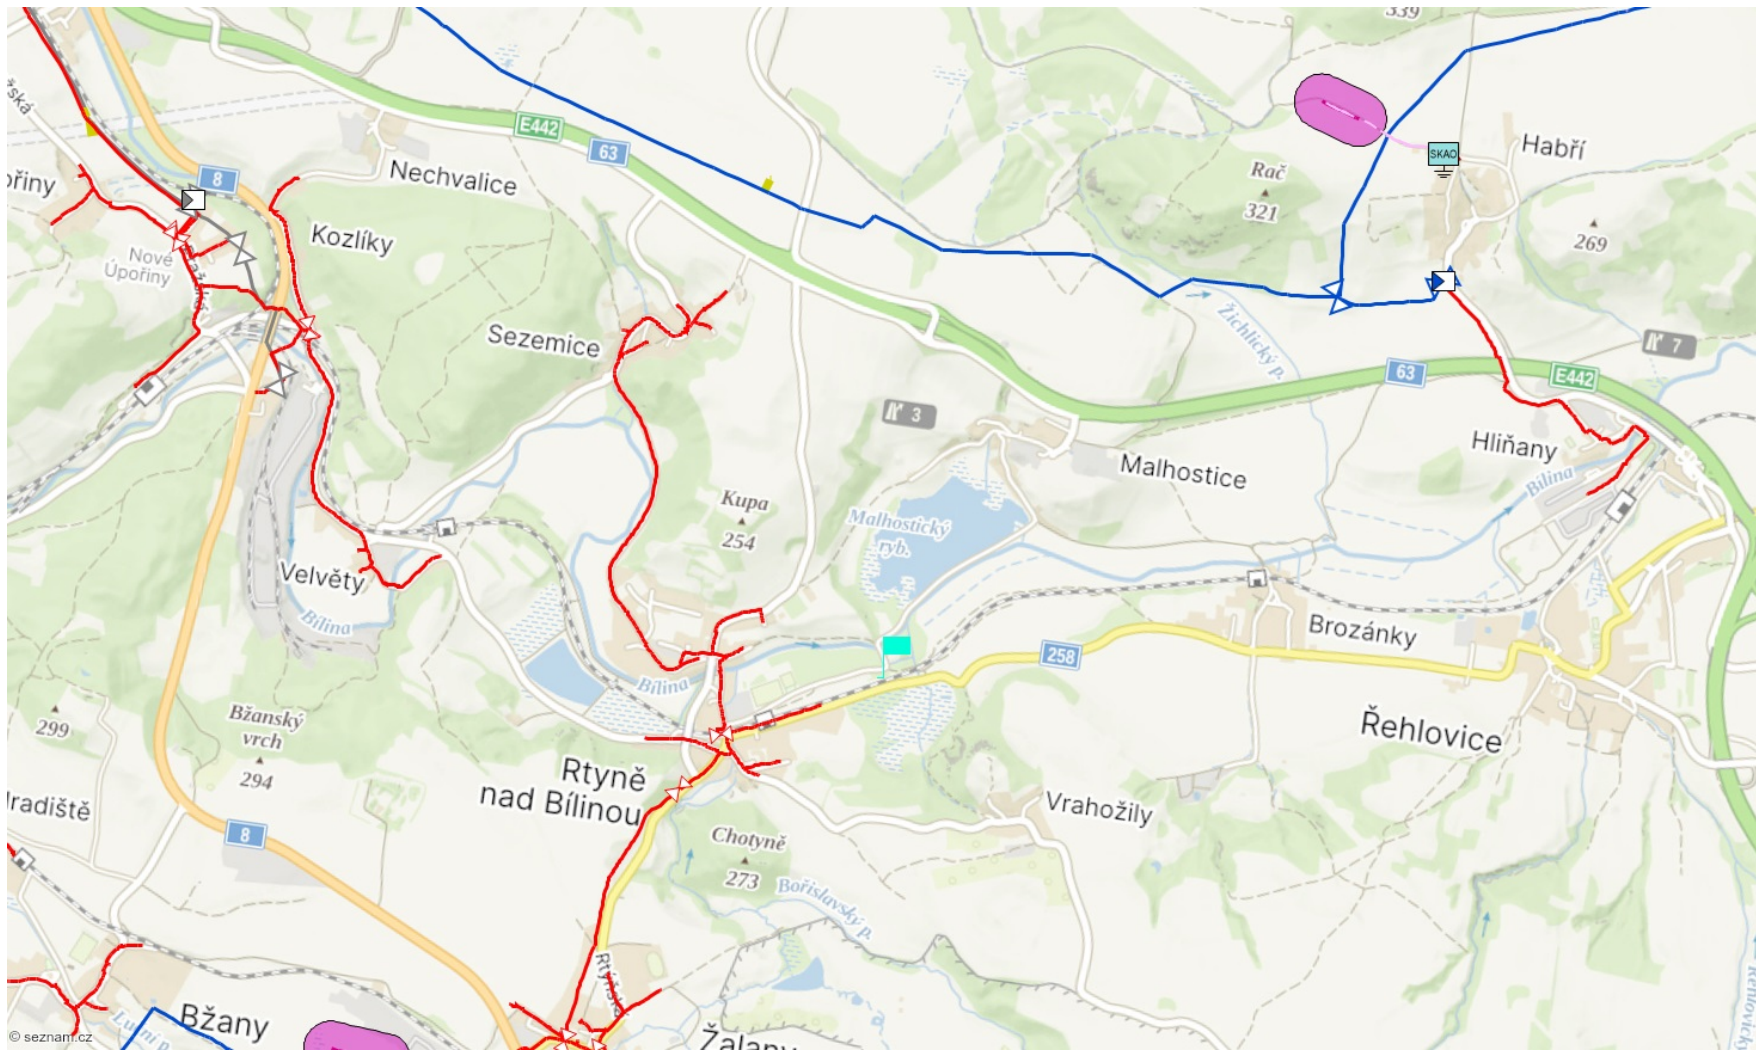 339
E442
63
8
Nechvalice
Kozlíky
Nové
Úpořiny
Habří
SKAO
Rač
321
269
Žichlický p.
Sezemice
7
63
E442
3
Hliňany
Malhostice
Bílina
Kupa
254
Malhostický
ryb.
Velvěty
Bílina
Brozánky
258
Bílina
Řehlovice
299
Bžanský
vrch
294
Rtyně
nad Bílinou
Vrahožily
8
Chotyně
273
Bořislavský p.
Bžany
Žalany
© seznam.cz